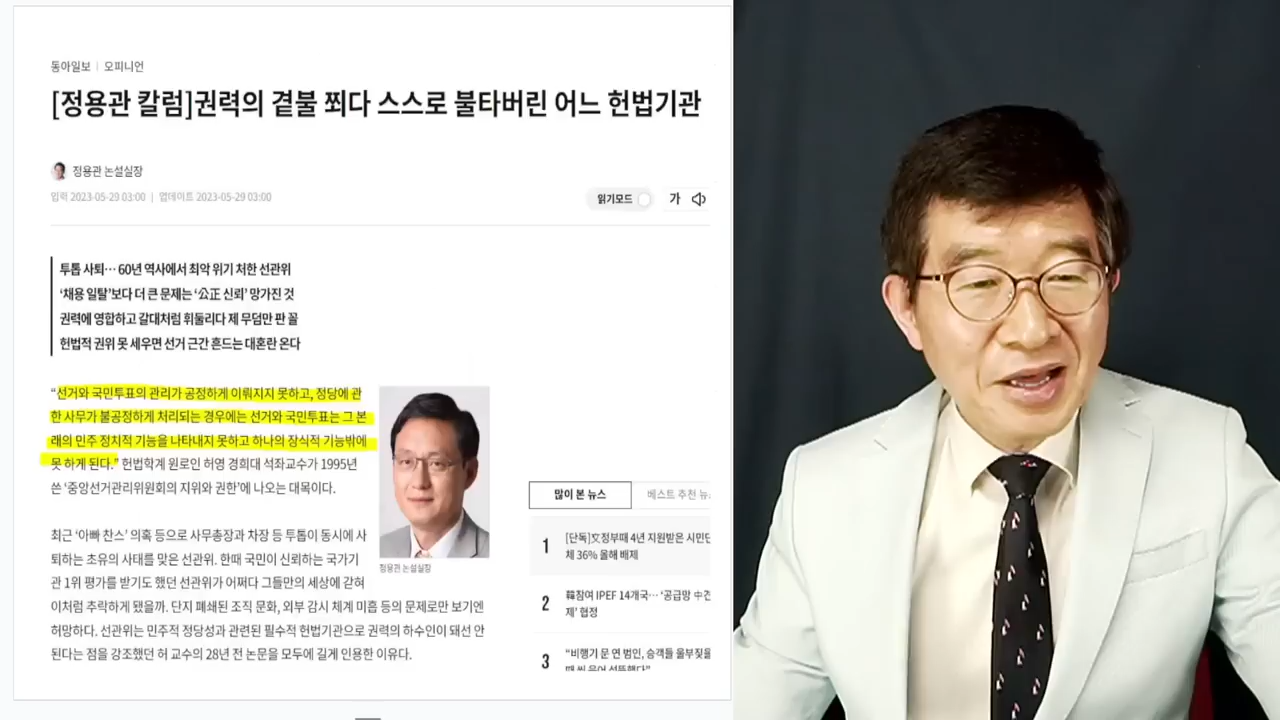 동아일보 | 오피니언
[정용관 칼럼]권력의 곁불 쬐다 스스로 불타버린 어느 헌법기관
정용관 논설실장
입력 2023-05-29 03:00 | 업데이트 2023-05-29 03:00
읽기모드
가
투톱 사퇴… 60년 역사에서 최악 위기 처한 선관위
‘채용 일탈’보다 더 큰 문제는 ‘公正 신뢰’ 망가진 것
권력에 영합하고 갈대처럼 휘둘리다 제 무덤만 판 꼴
헌법적 권위 못 세우면 선거 근간 흔드는 대혼란 온다
“선거와 국민투표의 관리가 공정하게 이뤄지지 못하고, 정당에 관
한 사무가 불공정하게 처리되는 경우에는 선거와 국민투표는 그 본
래의 민주 정치적 기능을 나타내지 못하고 하나의 장식적 기능밖에
못 하게 된다.” 헌법학계 원로인 허영 경희대 석좌교수가 1995년
쓴 ‘중앙선거관리위원회의 지위와 권한’에 나오는 대목이다.
정용관 논설실장
최근 ‘아빠 찬스’ 의혹 등으로 사무총장과 차장 등 투톱이 동시에 사
퇴하는 초유의 사태를 맞은 선관위. 한때 국민이 신뢰하는 국가기
관 1위 평가를 받기도 했던 선관위가 어쩌다 그들만의 세상에 갇혀
이처럼 추락하게 됐을까. 단지 폐쇄된 조직 문화, 외부 감시 체계 미흡 등의 문제로만 보기엔
허망하다. 선관위는 민주적 정당성과 관련된 필수적 헌법기관으로 권력의 하수인이 돼선 안
된다는 점을 강조했던 허 교수의 28년 전 논문을 모두에 길게 인용한 이유다.
많이 본 뉴스
베스트 추천 뉴
1
[단독]文정부때 4년 지원받은 시민단
체 36% 올해 배제
2
韓참여 IPEF 14개국… ‘공급망 中견
제’ 협정
3
“비행기 문 연 범인, 승객들 울부짖을